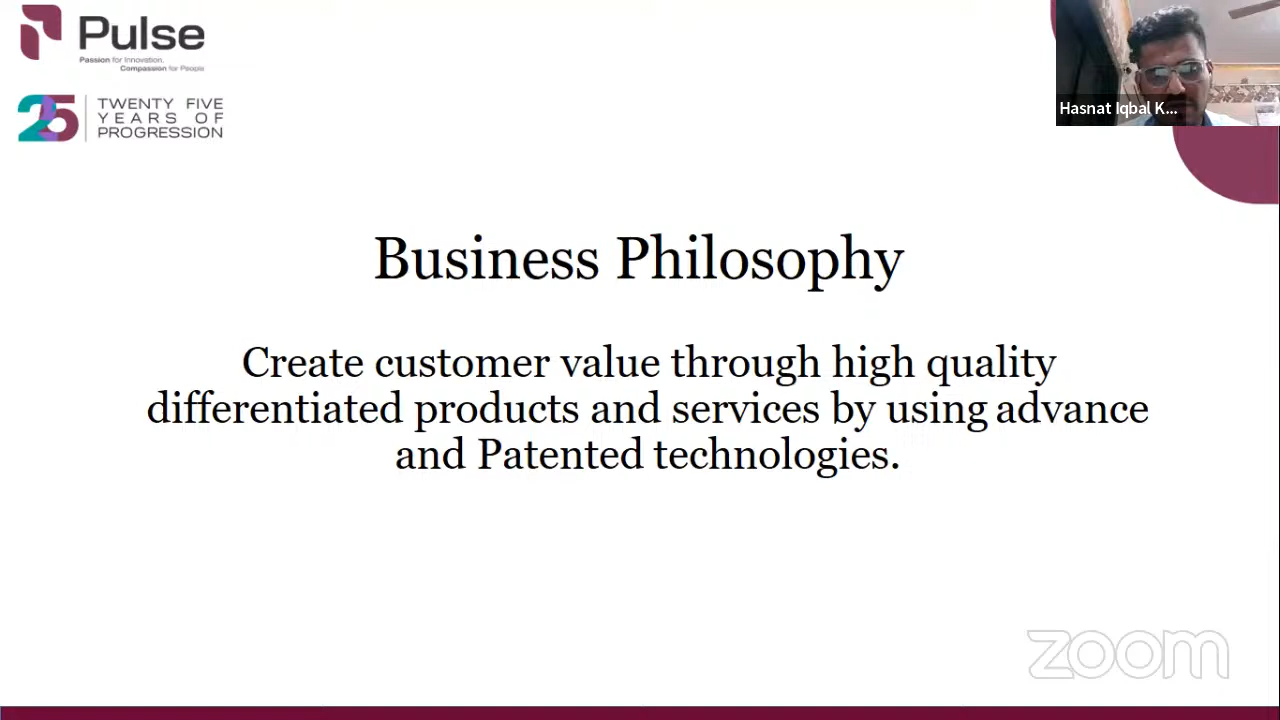 Pulse
Passion for Innovation,
Compassion for People
25 TWENTY FIVE
YEARS OF
PROGRESSION
Hasnat Iqbal K...
Business Philosophy
Create customer value through high quality
differentiated products and services by using advance
and Patented technologies.
zoom